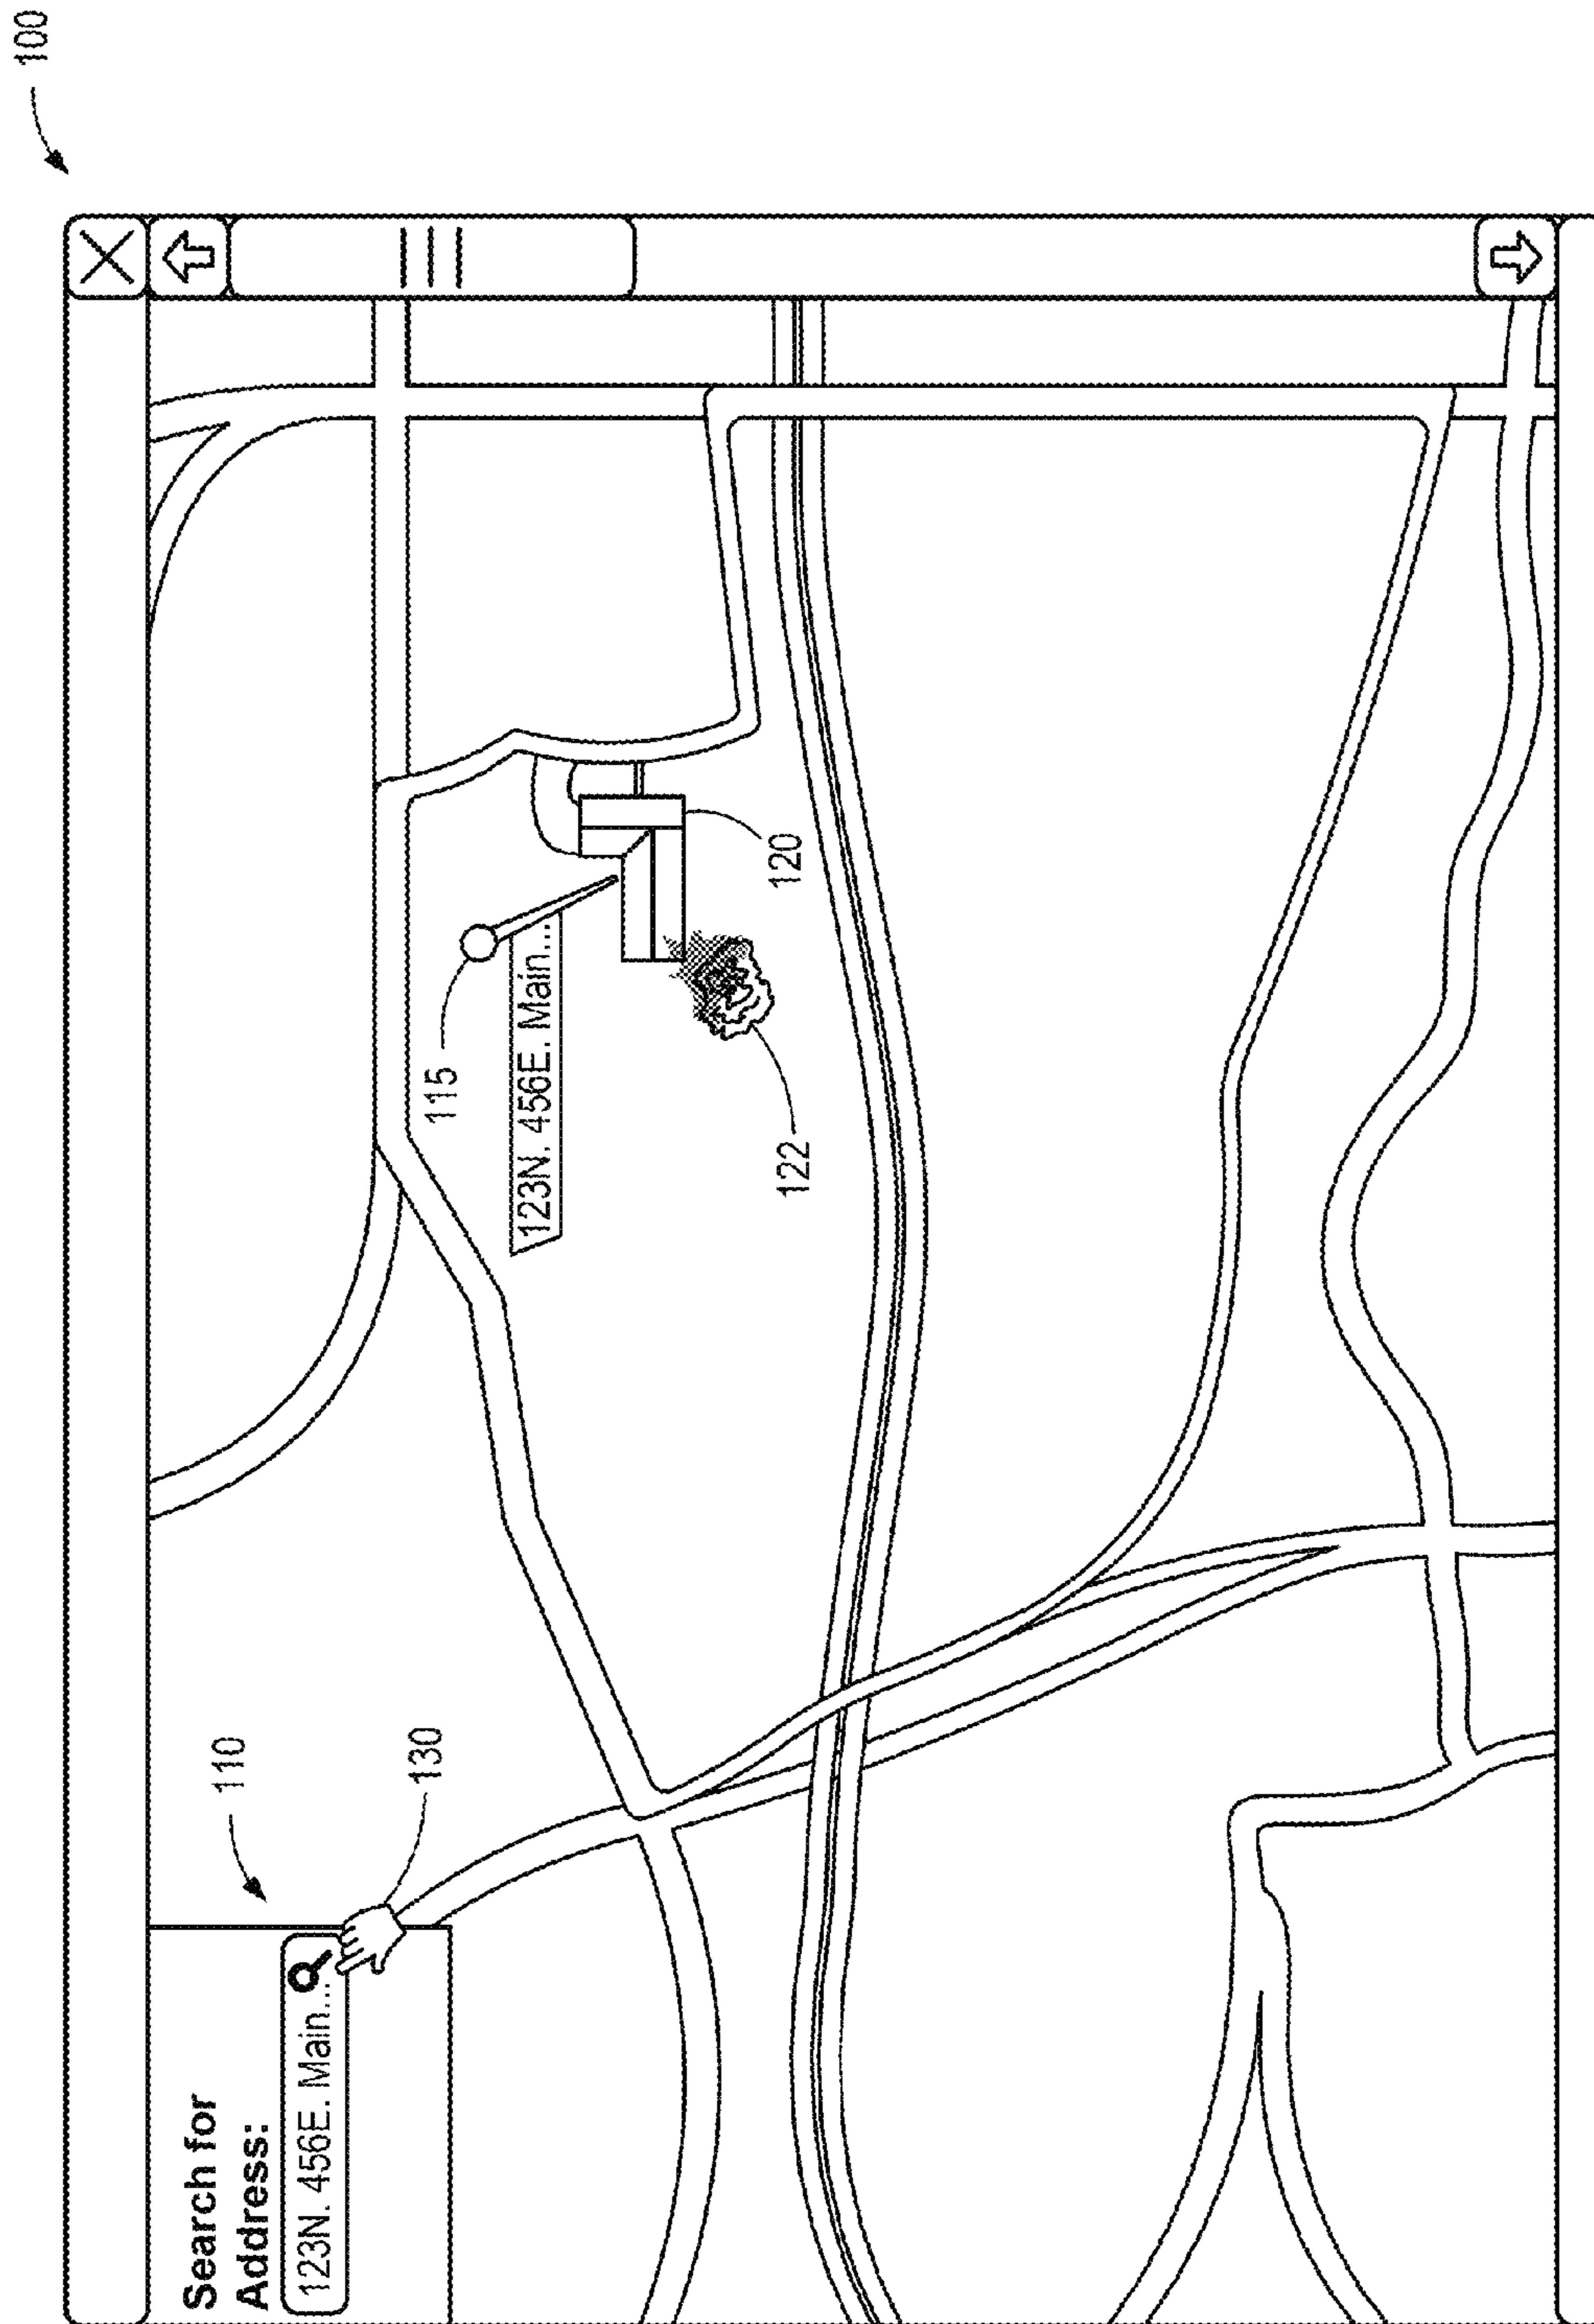 100
110
Search for
Address:
123N. 456E. Main...
130
115
123N. 456E. Main...
120
122